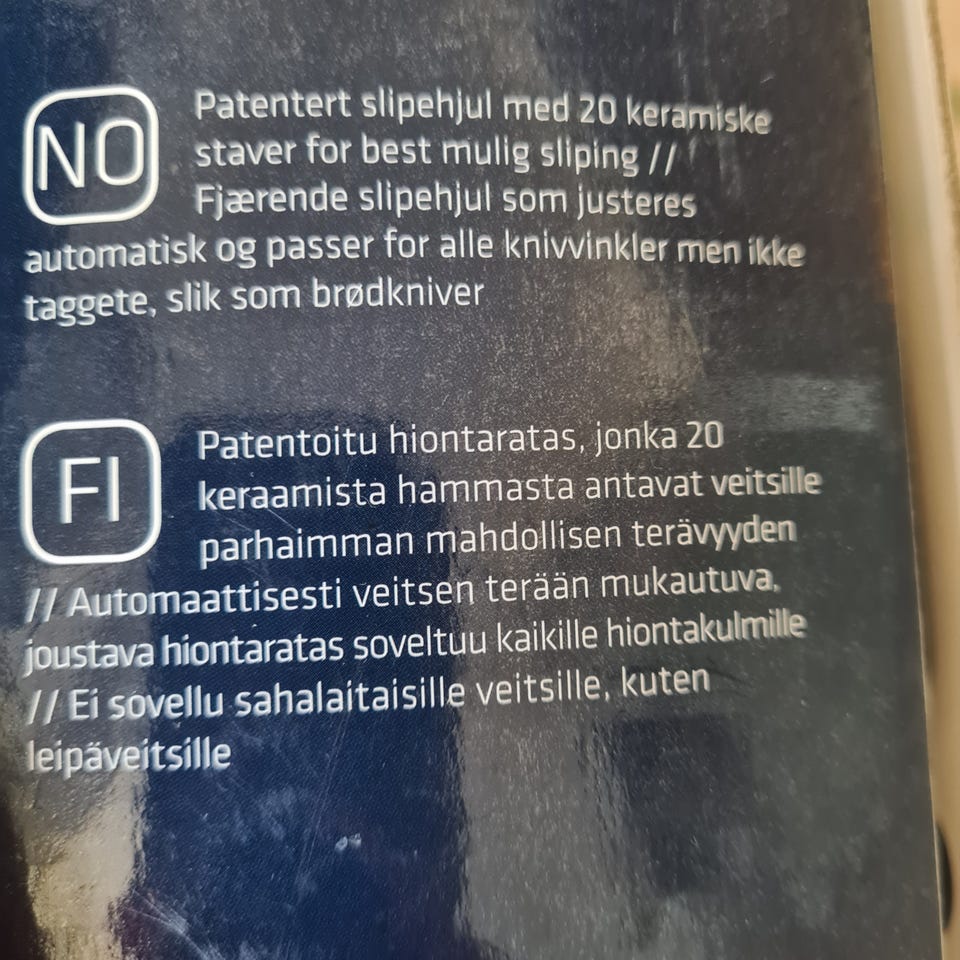 NO
Patentert slipehjul med 20 keramiske
staver for best mulig sliping //
Fjærende slipehjul som justeres
automatisk og passer for alle knivvinkler men ikke
taggete, slik som brødkniver
FI
Patentoitu hiontaratas, jonka 20
keraamista hammasta antavat veitsille
parhaimman mahdollisen terävyyden
// Automaattisesti veitsen terään mukautuva,
joustava hiontaratas soveltuu kaikille hiontakulmille
// Ei sovellu sahalaitaisille veitsille, kuten
leipäveitsille